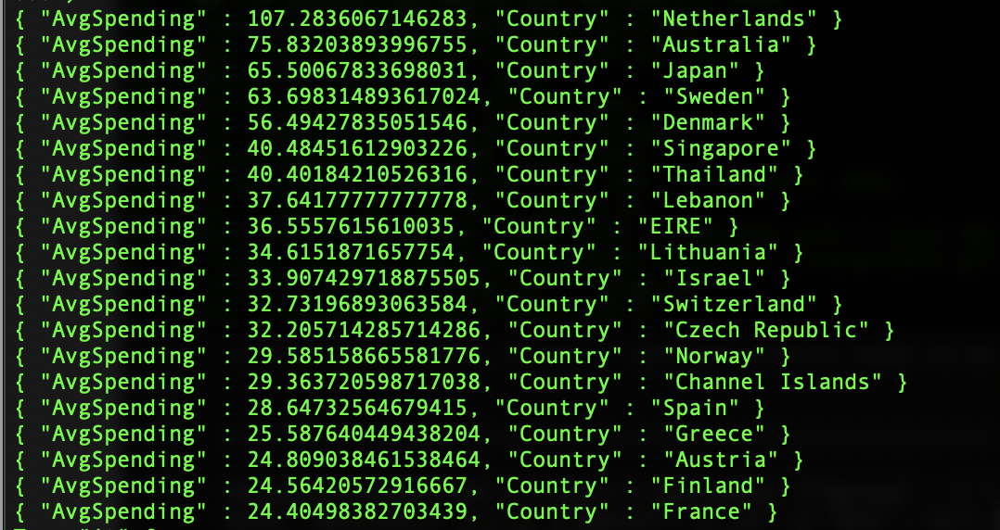 { "AvgSpending" : 107.2836067146283, "Country" : "Netherlands" }
{ "AvgSpending" : 75.83203893996755, "Country" : "Australia" }
{ "AvgSpending" : 65.50067833698031, "Country" : "Japan" }
{ "AvgSpending" : 63.698314893617024, "Country" : "Sweden" }
{ "AvgSpending" : 56.49427835051546, "Country" : "Denmark" }
{ "AvgSpending" : 40.48451612903226, "Country" : "Singapore" }
{ "AvgSpending" : 40.40184210526316, "Country" : "Thailand" }
{ "AvgSpending" : 37.64177777777778, "Country" : "Lebanon" }
{ "AvgSpending" : 36.5557615610035, "Country" : "EIRE" }
{ "AvgSpending" : 34.6151871657754, "Country" : "Lithuania" }
{ "AvgSpending" : 33.907429718875505, "Country" : "Israel" }
{ "AvgSpending" : 32.73196893063584, "Country" : "Switzerland" }
{ "AvgSpending" : 32.205714285714286, "Country" : "Czech Republic" }
{ "AvgSpending" : 29.585158665581776, "Country" : "Norway" }
{ "AvgSpending" : 29.363720598717038, "Country" : "Channel Islands" }
{ "AvgSpending" : 28.64732564679415, "Country" : "Spain" }
{ "AvgSpending" : 25.587640449438204, "Country" : "Greece" }
{ "AvgSpending" : 24.809038461538464, "Country" : "Austria" }
{ "AvgSpending" : 24.56420572916667, "Country" : "Finland" }
{ "AvgSpending" : 24.40498382703439, "Country" : "France" }